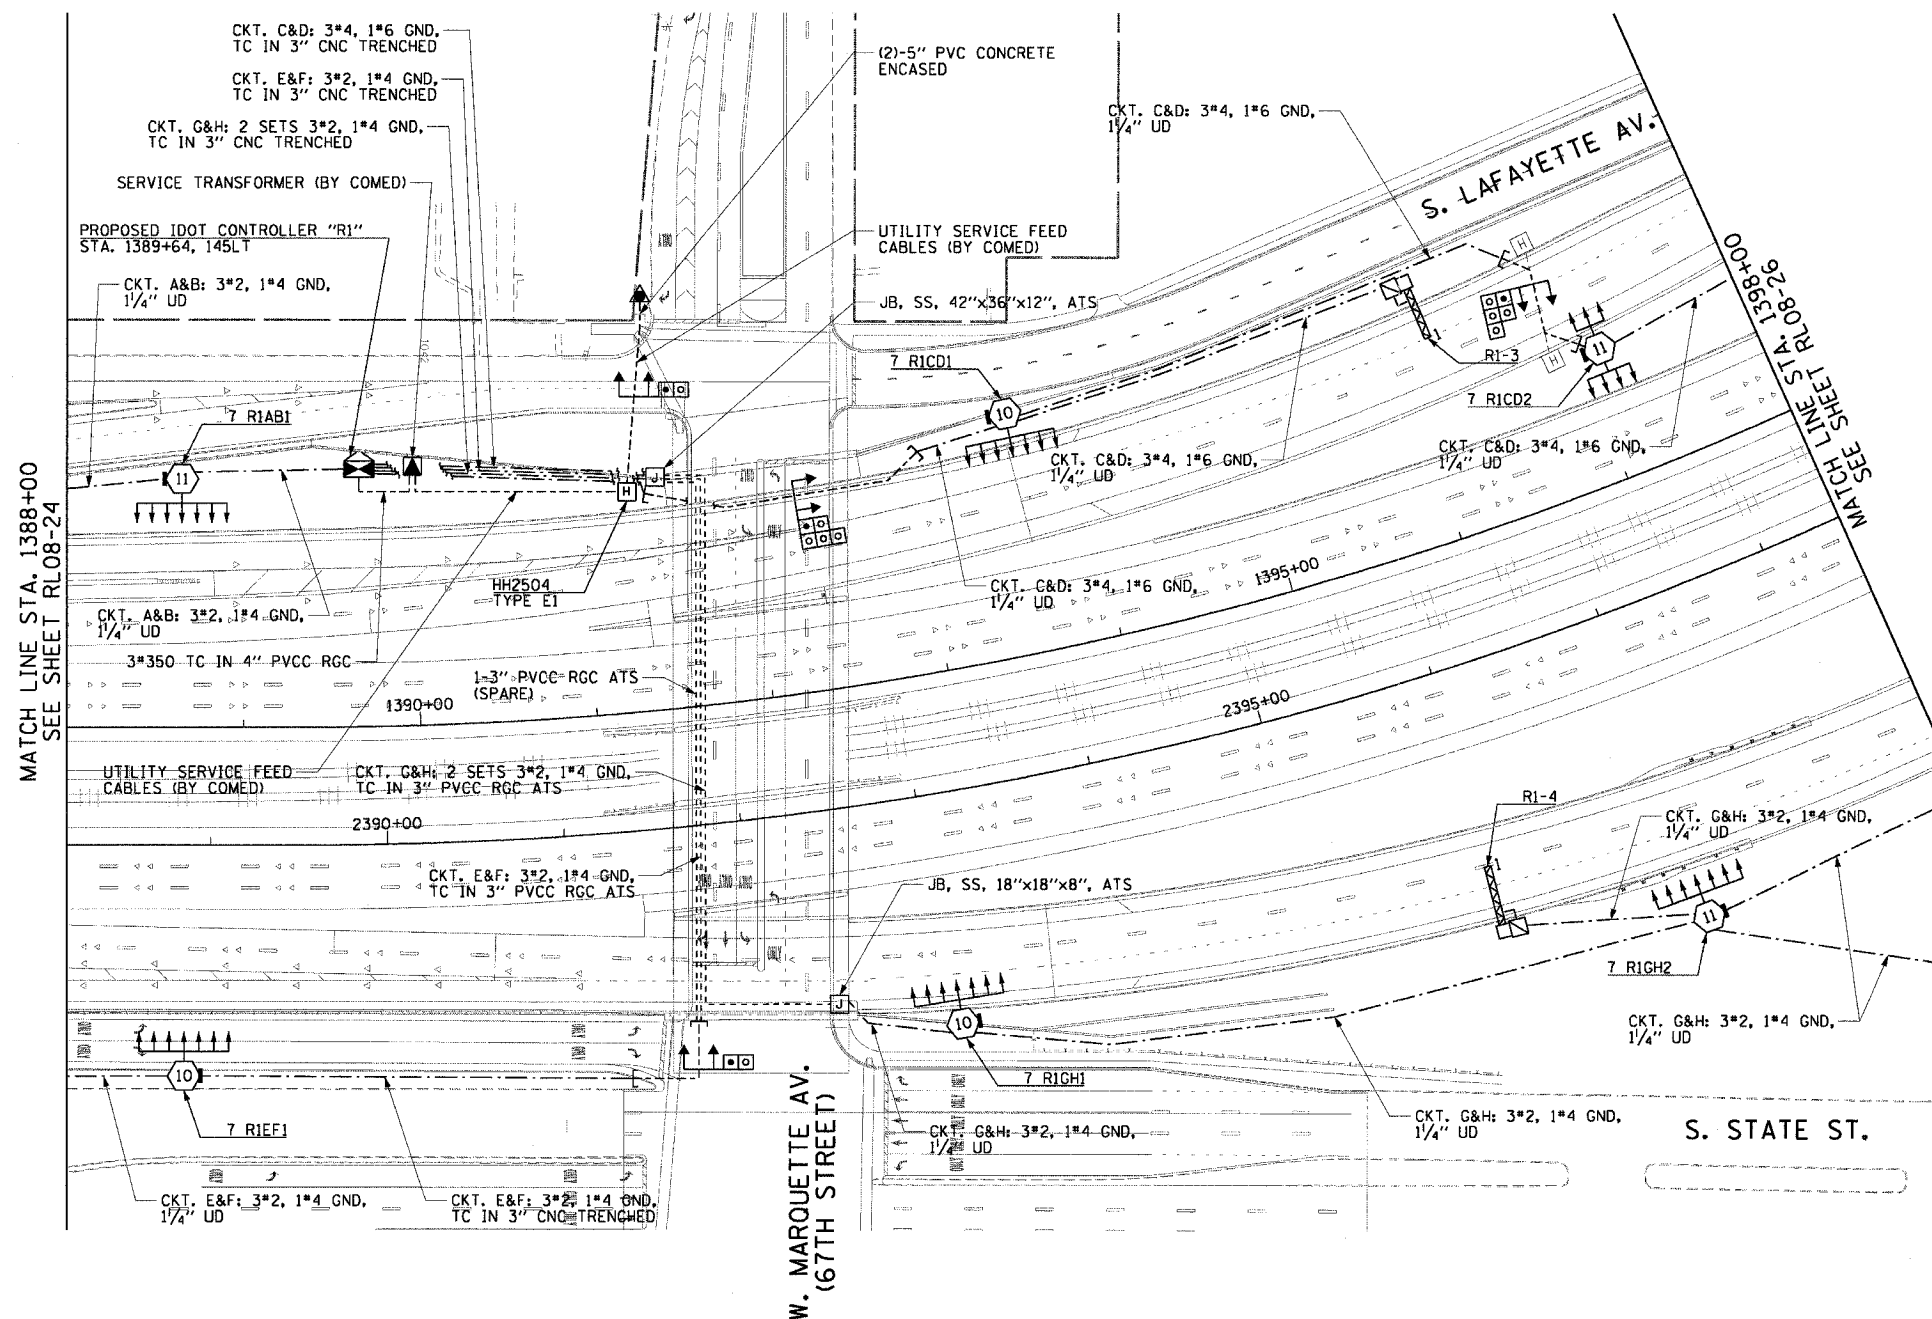 CKT. C&D: 3#4, 1#6 GND,
TC IN 3" CNC TRENCHED
CKT. E&F: 3#2, 1#4 GND,
TC IN 3" CNC TRENCHED
CKT. G&H: 2 SETS 3#2, 1#4 GND,
TC IN 3" CNC TRENCHED
SERVICE TRANSFORMER (BY COMED)
PROPOSED IDOT CONTROLLER "R1"
STA. 1389+64, 145LT
CKT. A&B: 3#2, 1#4 GND,
1¼" UD
(2)-5" PVC CONCRETE
ENCASED
UTILITY SERVICE FEED
CABLES (BY COMED)
JB, SS, 42"x36"x12", ATS
CKT. C&D: 3#4, 1#6 GND,
1¼" UD
S. LAFAYETTE AV.
MATCH LINE STA. 1398+00
SEE SHEET RL08-26
H
H
11
R1-3
1
7 R1CD2
7 R1CD1
10
CKT. C&D: 3#4, 1#6 GND,
1¼" UD
CKT. C&D: 3#4, 1#6 GND,
1¼" UD
7 R1AB1
11
J
H
HH2504
TYPE E1
MATCH LINE STA. 1388+00
SEE SHEET RL08-24
CKT. A&B: 3#2, 1#4 GND,
1¼" UD
3#350 TC IN 4" PVCC RGC
CKT. C&D: 3#4, 1#6 GND,
1¼" UD
1395+00
1-3" PVCC RGC ATS
(SPARE)
1390+00
2395+00
UTILITY SERVICE FEED
CABLES (BY COMED)
CKT. G&H: 2 SETS 3#2, 1#4 GND,
TC IN 3" PVCC RGC ATS
2390+00
CKT. E&F: 3#2, 1#4 GND,
TC IN 3" PVCC RGC ATS
JB, SS, 18"x18"x8", ATS
R1-4
1
CKT. G&H: 3#2, 1#4 GND,
1¼" UD
11
7 R1GH2
CKT. G&H: 3#2, 1#4 GND,
1¼" UD
J
10
7 R1GH1
10
7 R1EF1
CKT. G&H: 3#2, 1#4 GND,
1¼" UD
CKT. G&H: 3#2, 1#4 GND,
1¼" UD
S. STATE ST.
CKT. E&F: 3#2, 1#4 GND,
1¼" UD
CKT. E&F: 3#2, 1#4 GND,
TC IN 3" CNC TRENCHED
W. MARQUETTE AV.
(67TH STREET)